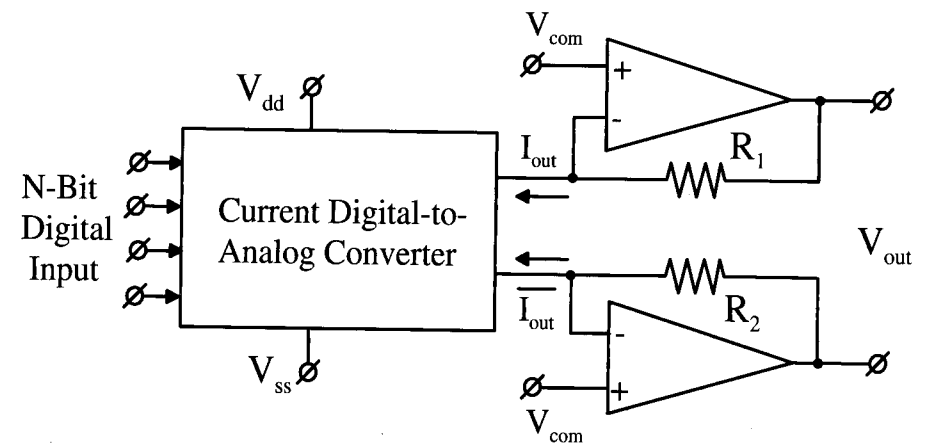 V_com
+
-
V_dd
I_out
R_1
N-Bit
Digital
Input
Current Digital-to-
Analog Converter
V_out
I_out
R_2
-
+
V_ss
V_com